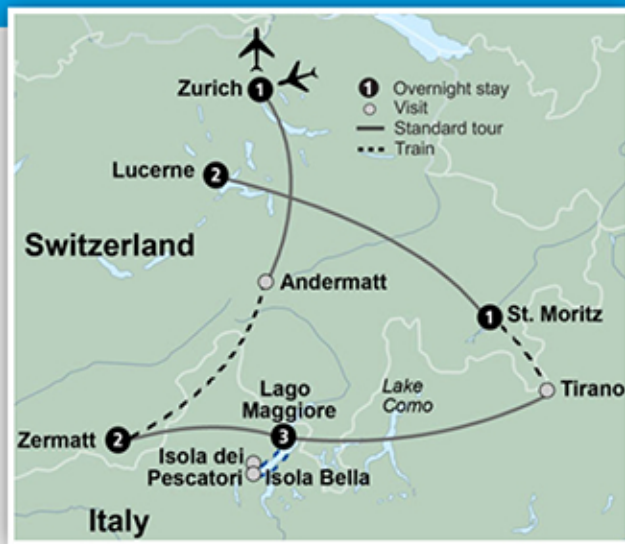 Zurich 1
1 Overnight stay
Visit
Standard tour
Train
Lucerne 2
Switzerland
Andermatt
1 St. Moritz
Lago
Maggiore
3
Lake
Como
Tirano
Zermatt 2
Isola dei
Pescatori
Isola Bella
Italy